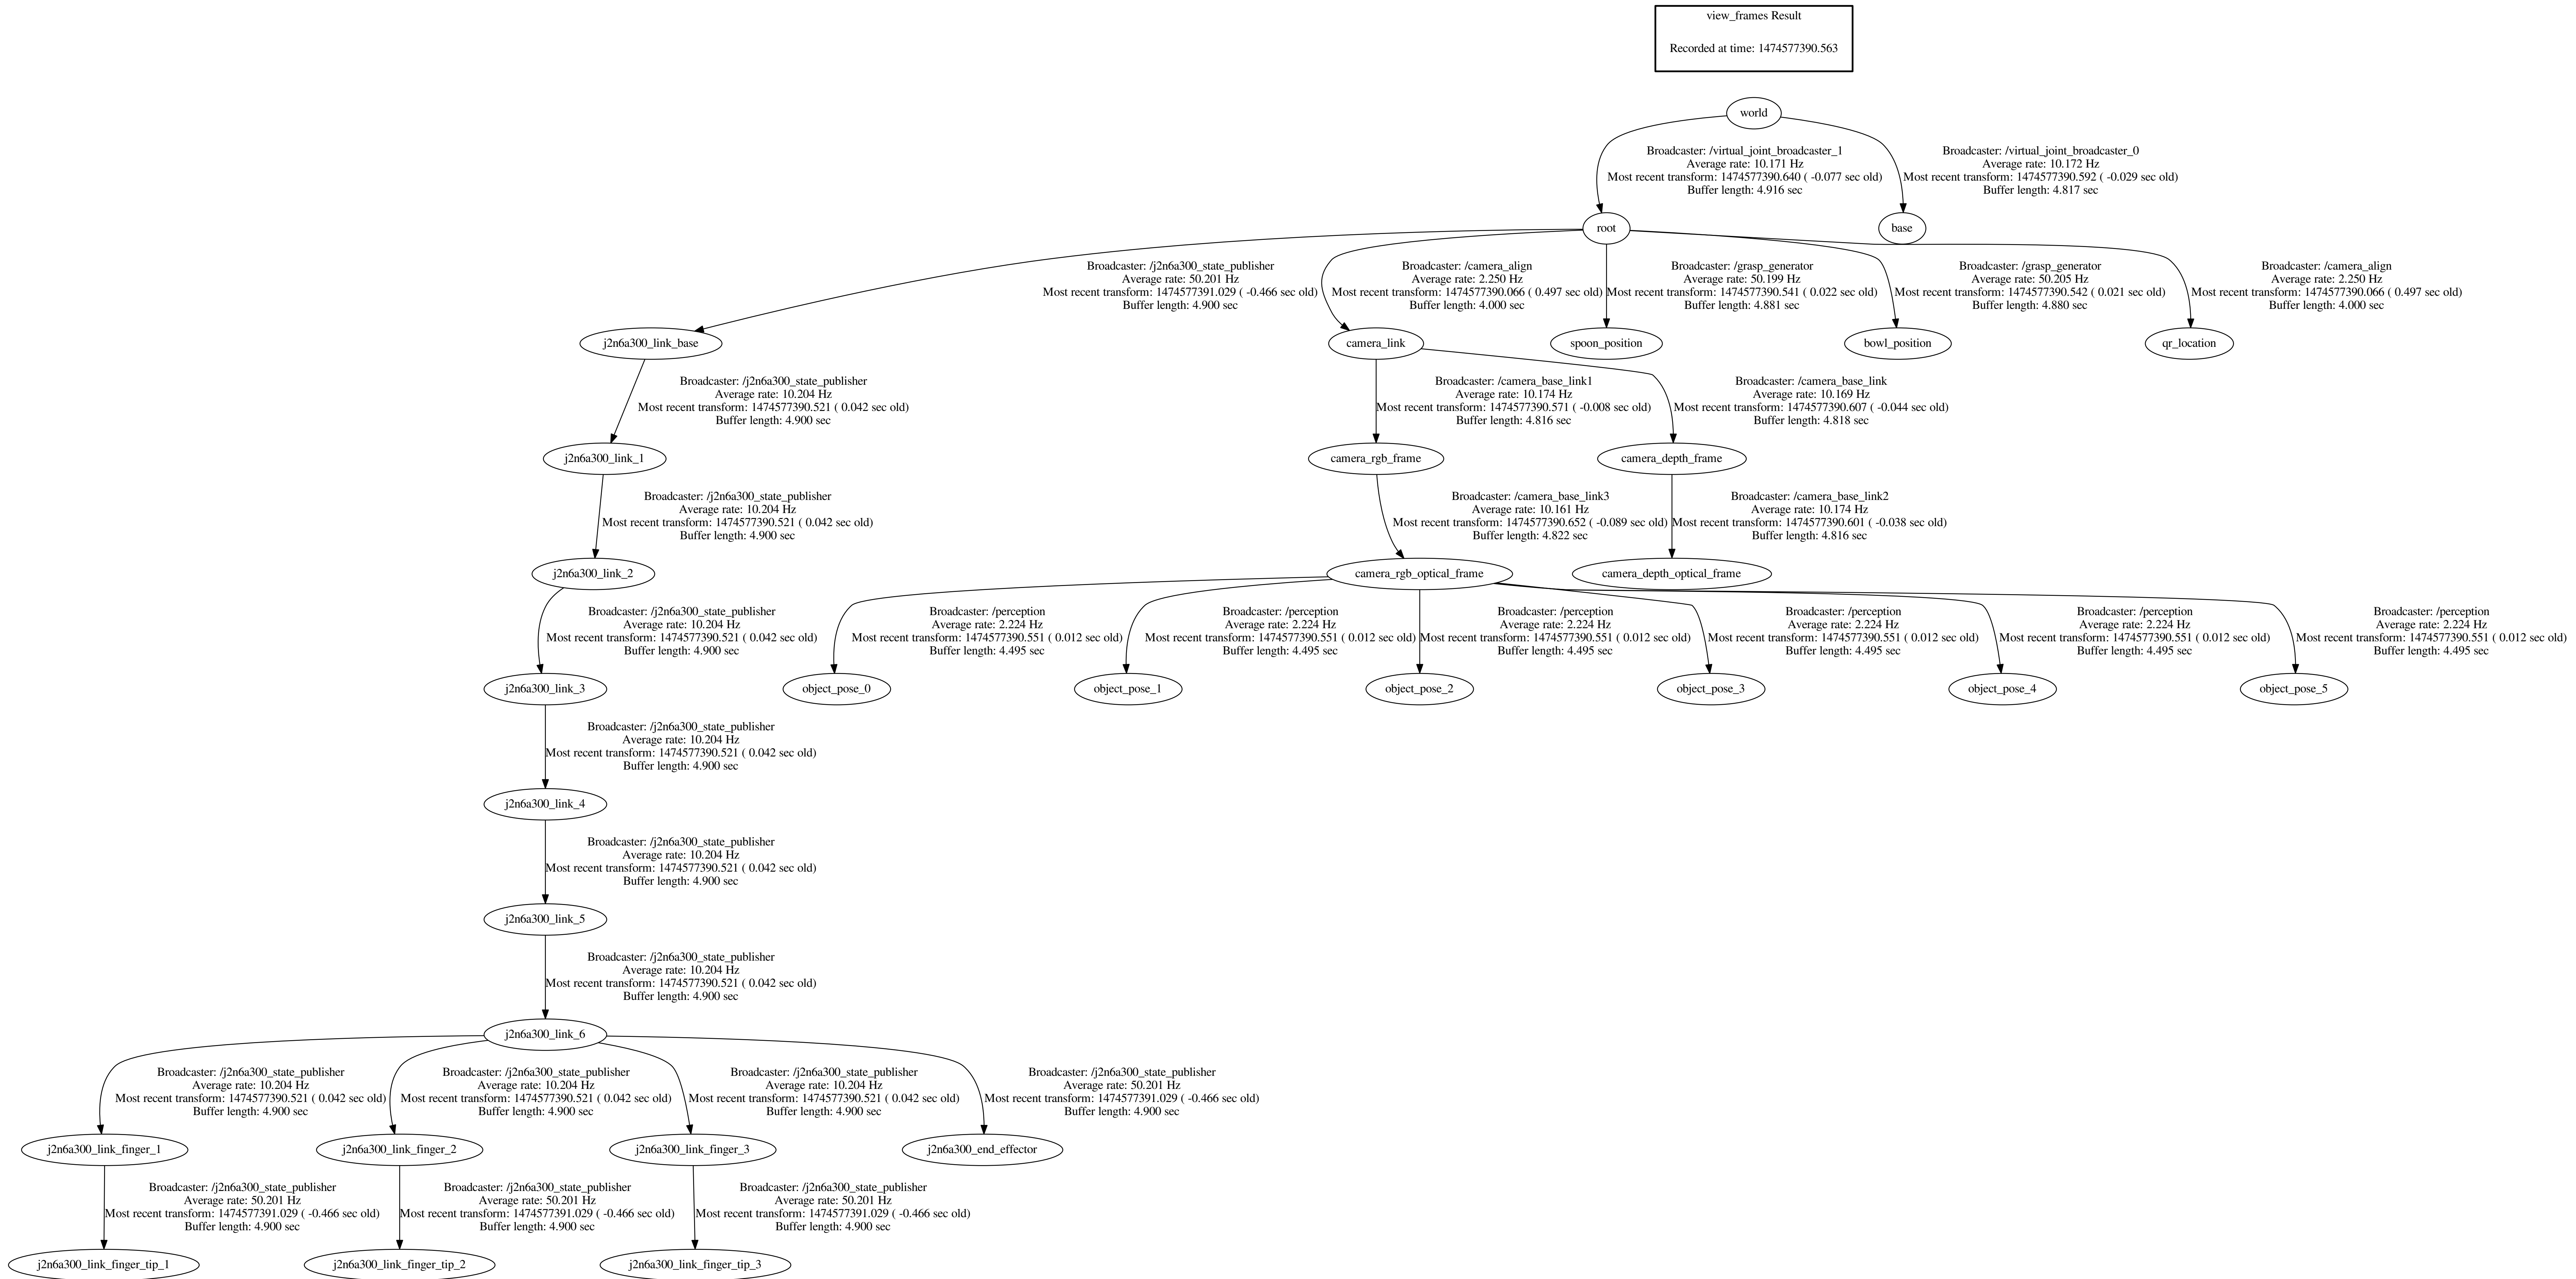 view_frames Result
Recorded at time: 1474577390.563
world
Broadcaster: /virtual_joint_broadcaster_1
Average rate: 10.171 Hz
Most recent transform: 1474577390.640 ( -0.077 sec old)
Buffer length: 4.916 sec
Broadcaster: /virtual_joint_broadcaster_0
Average rate: 10.172 Hz
Most recent transform: 1474577390.592 ( -0.029 sec old)
Buffer length: 4.817 sec
root
base
Broadcaster: /j2n6a300_state_publisher
Average rate: 50.201 Hz
Most recent transform: 1474577391.029 ( -0.466 sec old)
Buffer length: 4.900 sec
Broadcaster: /camera_align
Average rate: 2.250 Hz
Most recent transform: 1474577390.066 ( 0.497 sec old)
Buffer length: 4.000 sec
Broadcaster: /grasp_generator
Average rate: 50.199 Hz
Most recent transform: 1474577390.541 ( 0.022 sec old)
Buffer length: 4.881 sec
Broadcaster: /grasp_generator
Average rate: 50.205 Hz
Most recent transform: 1474577390.542 ( 0.021 sec old)
Buffer length: 4.880 sec
Broadcaster: /camera_align
Average rate: 2.250 Hz
Most recent transform: 1474577390.066 ( 0.497 sec old)
Buffer length: 4.000 sec
j2n6a300_link_base
camera_link
spoon_position
bowl_position
qr_location
Broadcaster: /j2n6a300_state_publisher
Average rate: 10.204 Hz
Most recent transform: 1474577390.521 ( 0.042 sec old)
Buffer length: 4.900 sec
Broadcaster: /camera_base_link1
Average rate: 10.174 Hz
Most recent transform: 1474577390.571 ( -0.008 sec old)
Buffer length: 4.816 sec
Broadcaster: /camera_base_link
Average rate: 10.169 Hz
Most recent transform: 1474577390.607 ( -0.044 sec old)
Buffer length: 4.818 sec
j2n6a300_link_1
camera_rgb_frame
camera_depth_frame
Broadcaster: /j2n6a300_state_publisher
Average rate: 10.204 Hz
Most recent transform: 1474577390.521 ( 0.042 sec old)
Buffer length: 4.900 sec
Broadcaster: /camera_base_link3
Average rate: 10.161 Hz
Most recent transform: 1474577390.652 ( -0.089 sec old)
Buffer length: 4.822 sec
Broadcaster: /camera_base_link2
Average rate: 10.174 Hz
Most recent transform: 1474577390.601 ( -0.038 sec old)
Buffer length: 4.816 sec
j2n6a300_link_2
camera_rgb_optical_frame
camera_depth_optical_frame
Broadcaster: /j2n6a300_state_publisher
Average rate: 10.204 Hz
Most recent transform: 1474577390.521 ( 0.042 sec old)
Buffer length: 4.900 sec
Broadcaster: /perception
Average rate: 2.224 Hz
Most recent transform: 1474577390.551 ( 0.012 sec old)
Buffer length: 4.495 sec
Broadcaster: /perception
Average rate: 2.224 Hz
Most recent transform: 1474577390.551 ( 0.012 sec old)
Buffer length: 4.495 sec
Broadcaster: /perception
Average rate: 2.224 Hz
Most recent transform: 1474577390.551 ( 0.012 sec old)
Buffer length: 4.495 sec
Broadcaster: /perception
Average rate: 2.224 Hz
Most recent transform: 1474577390.551 ( 0.012 sec old)
Buffer length: 4.495 sec
Broadcaster: /perception
Average rate: 2.224 Hz
Most recent transform: 1474577390.551 ( 0.012 sec old)
Buffer length: 4.495 sec
Broadcaster: /perception
Average rate: 2.224 Hz
Most recent transform: 1474577390.551 ( 0.012 sec old)
Buffer length: 4.495 sec
j2n6a300_link_3
object_pose_0
object_pose_1
object_pose_2
object_pose_3
object_pose_4
object_pose_5
Broadcaster: /j2n6a300_state_publisher
Average rate: 10.204 Hz
Most recent transform: 1474577390.521 ( 0.042 sec old)
Buffer length: 4.900 sec
j2n6a300_link_4
Broadcaster: /j2n6a300_state_publisher
Average rate: 10.204 Hz
Most recent transform: 1474577390.521 ( 0.042 sec old)
Buffer length: 4.900 sec
j2n6a300_link_5
Broadcaster: /j2n6a300_state_publisher
Average rate: 10.204 Hz
Most recent transform: 1474577390.521 ( 0.042 sec old)
Buffer length: 4.900 sec
j2n6a300_link_6
Broadcaster: /j2n6a300_state_publisher
Average rate: 10.204 Hz
Most recent transform: 1474577390.521 ( 0.042 sec old)
Buffer length: 4.900 sec
Broadcaster: /j2n6a300_state_publisher
Average rate: 10.204 Hz
Most recent transform: 1474577390.521 ( 0.042 sec old)
Buffer length: 4.900 sec
Broadcaster: /j2n6a300_state_publisher
Average rate: 10.204 Hz
Most recent transform: 1474577390.521 ( 0.042 sec old)
Buffer length: 4.900 sec
Broadcaster: /j2n6a300_state_publisher
Average rate: 50.201 Hz
Most recent transform: 1474577391.029 ( -0.466 sec old)
Buffer length: 4.900 sec
j2n6a300_link_finger_1
j2n6a300_link_finger_2
j2n6a300_link_finger_3
j2n6a300_end_effector
Broadcaster: /j2n6a300_state_publisher
Average rate: 50.201 Hz
Most recent transform: 1474577391.029 ( -0.466 sec old)
Buffer length: 4.900 sec
Broadcaster: /j2n6a300_state_publisher
Average rate: 50.201 Hz
Most recent transform: 1474577391.029 ( -0.466 sec old)
Buffer length: 4.900 sec
Broadcaster: /j2n6a300_state_publisher
Average rate: 50.201 Hz
Most recent transform: 1474577391.029 ( -0.466 sec old)
Buffer length: 4.900 sec
j2n6a300_link_finger_tip_1
j2n6a300_link_finger_tip_2
j2n6a300_link_finger_tip_3